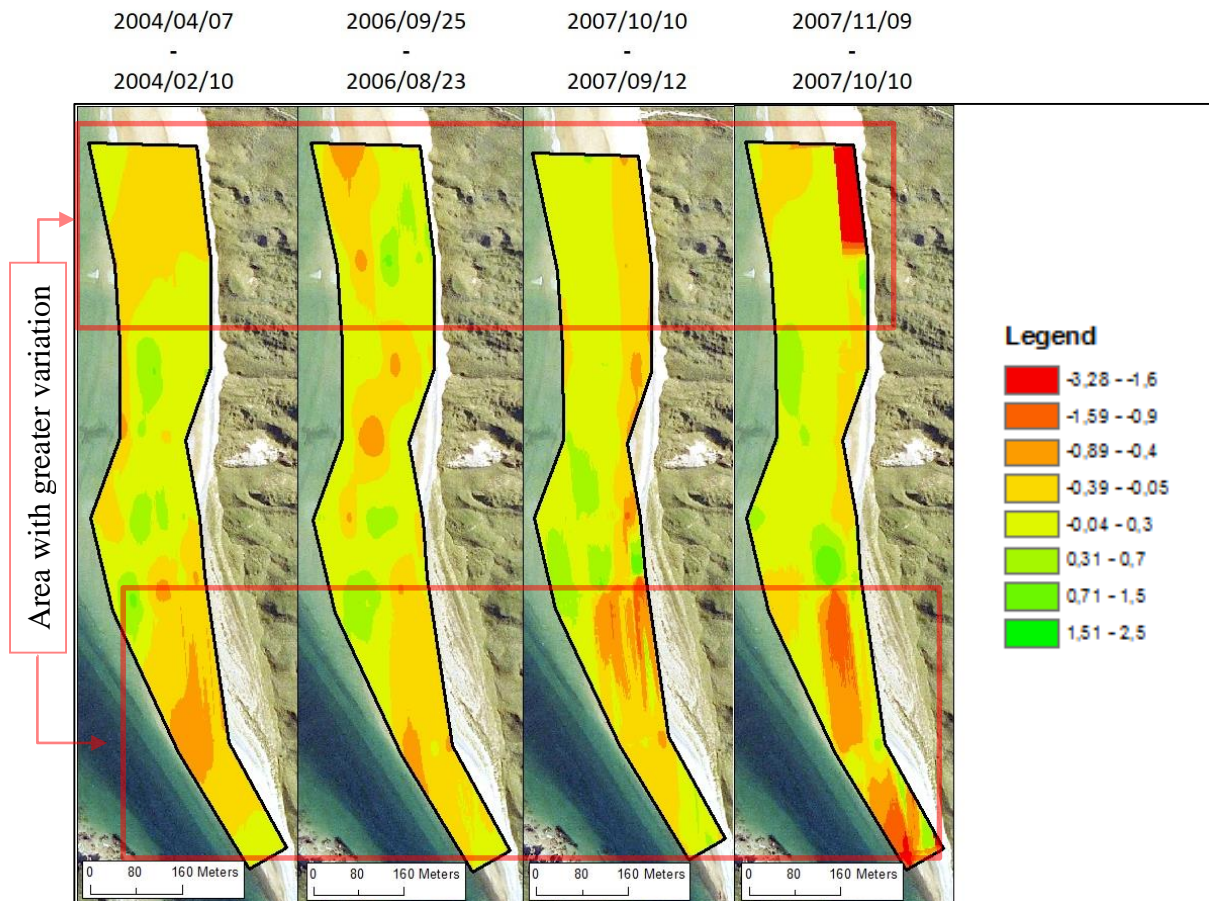 2004/04/07
-
2004/02/10
2006/09/25
-
2006/08/23
2007/10/10
-
2007/09/12
2007/11/09
-
2007/10/10
Area with greater variation
Legend
-3,28 - -1,6
-1,59 - -0,9
-0,89 - -0,4
-0,39 - -0,05
-0,04 - 0,3
0,31 - 0,7
0,71 - 1,5
1,51 - 2,5
0 80 160 Meters
0 80 160 Meters
0 80 160 Meters
0 80 160 Meters